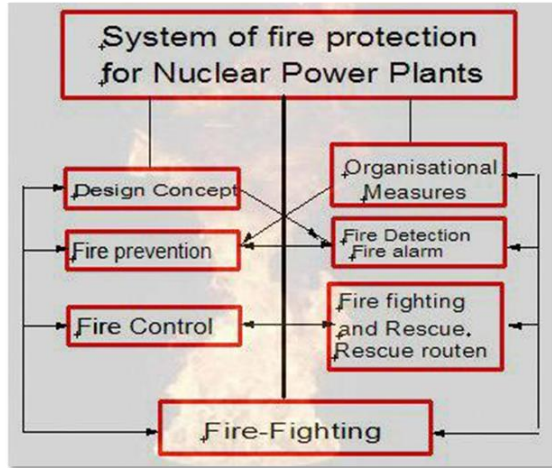 System of fire protection
for Nuclear Power Plants
Design Concept
Organisational
Measures
Fire prevention
Fire Detection
Fire alarm
Fire Control
Fire fighting
and Rescue.
Rescue routen
Fire-Fighting